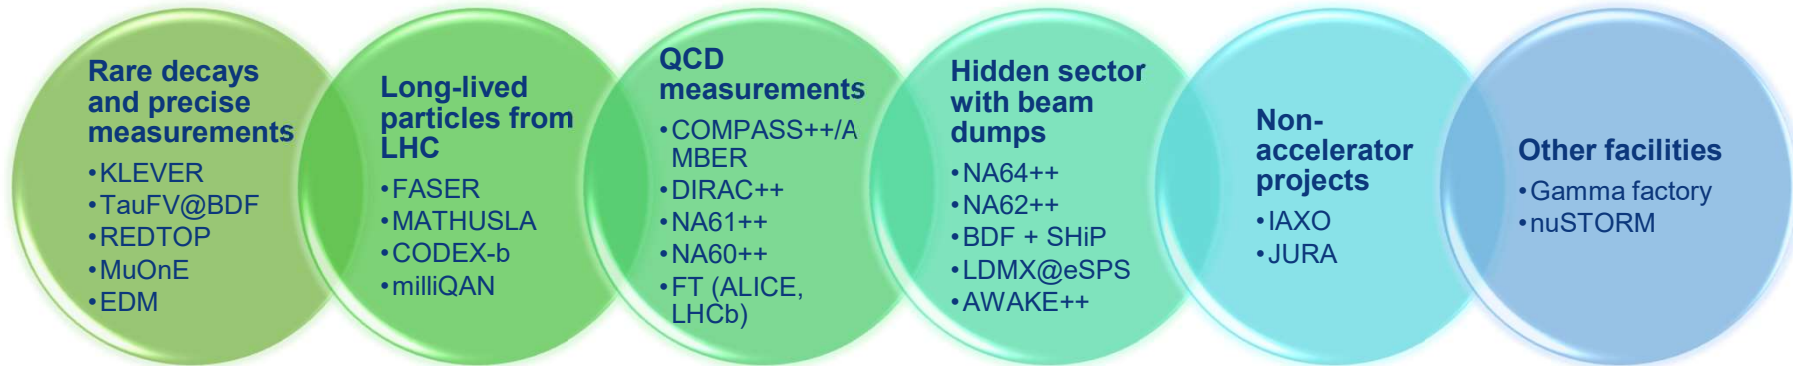 Rare decays
and precise
measurements
•KLEVER
•TauFV@BDF
•REDTOP
•MuOnE
•EDM
Long-lived
particles from
LHC
•FASER
•MATHUSLA
•CODEX-b
•milliQAN
QCD
measurements
•COMPASS++/A
MBER
•DIRAC++
•NA61++
•NA60++
•FT (ALICE,
LHCb)
Hidden sector
with beam
dumps
•NA64++
•NA62++
•BDF + SHiP
•LDMX@eSPS
•AWAKE++
Non-
accelerator
projects
•IAXO
•JURA
Other facilities
•Gamma factory
•nuSTORM